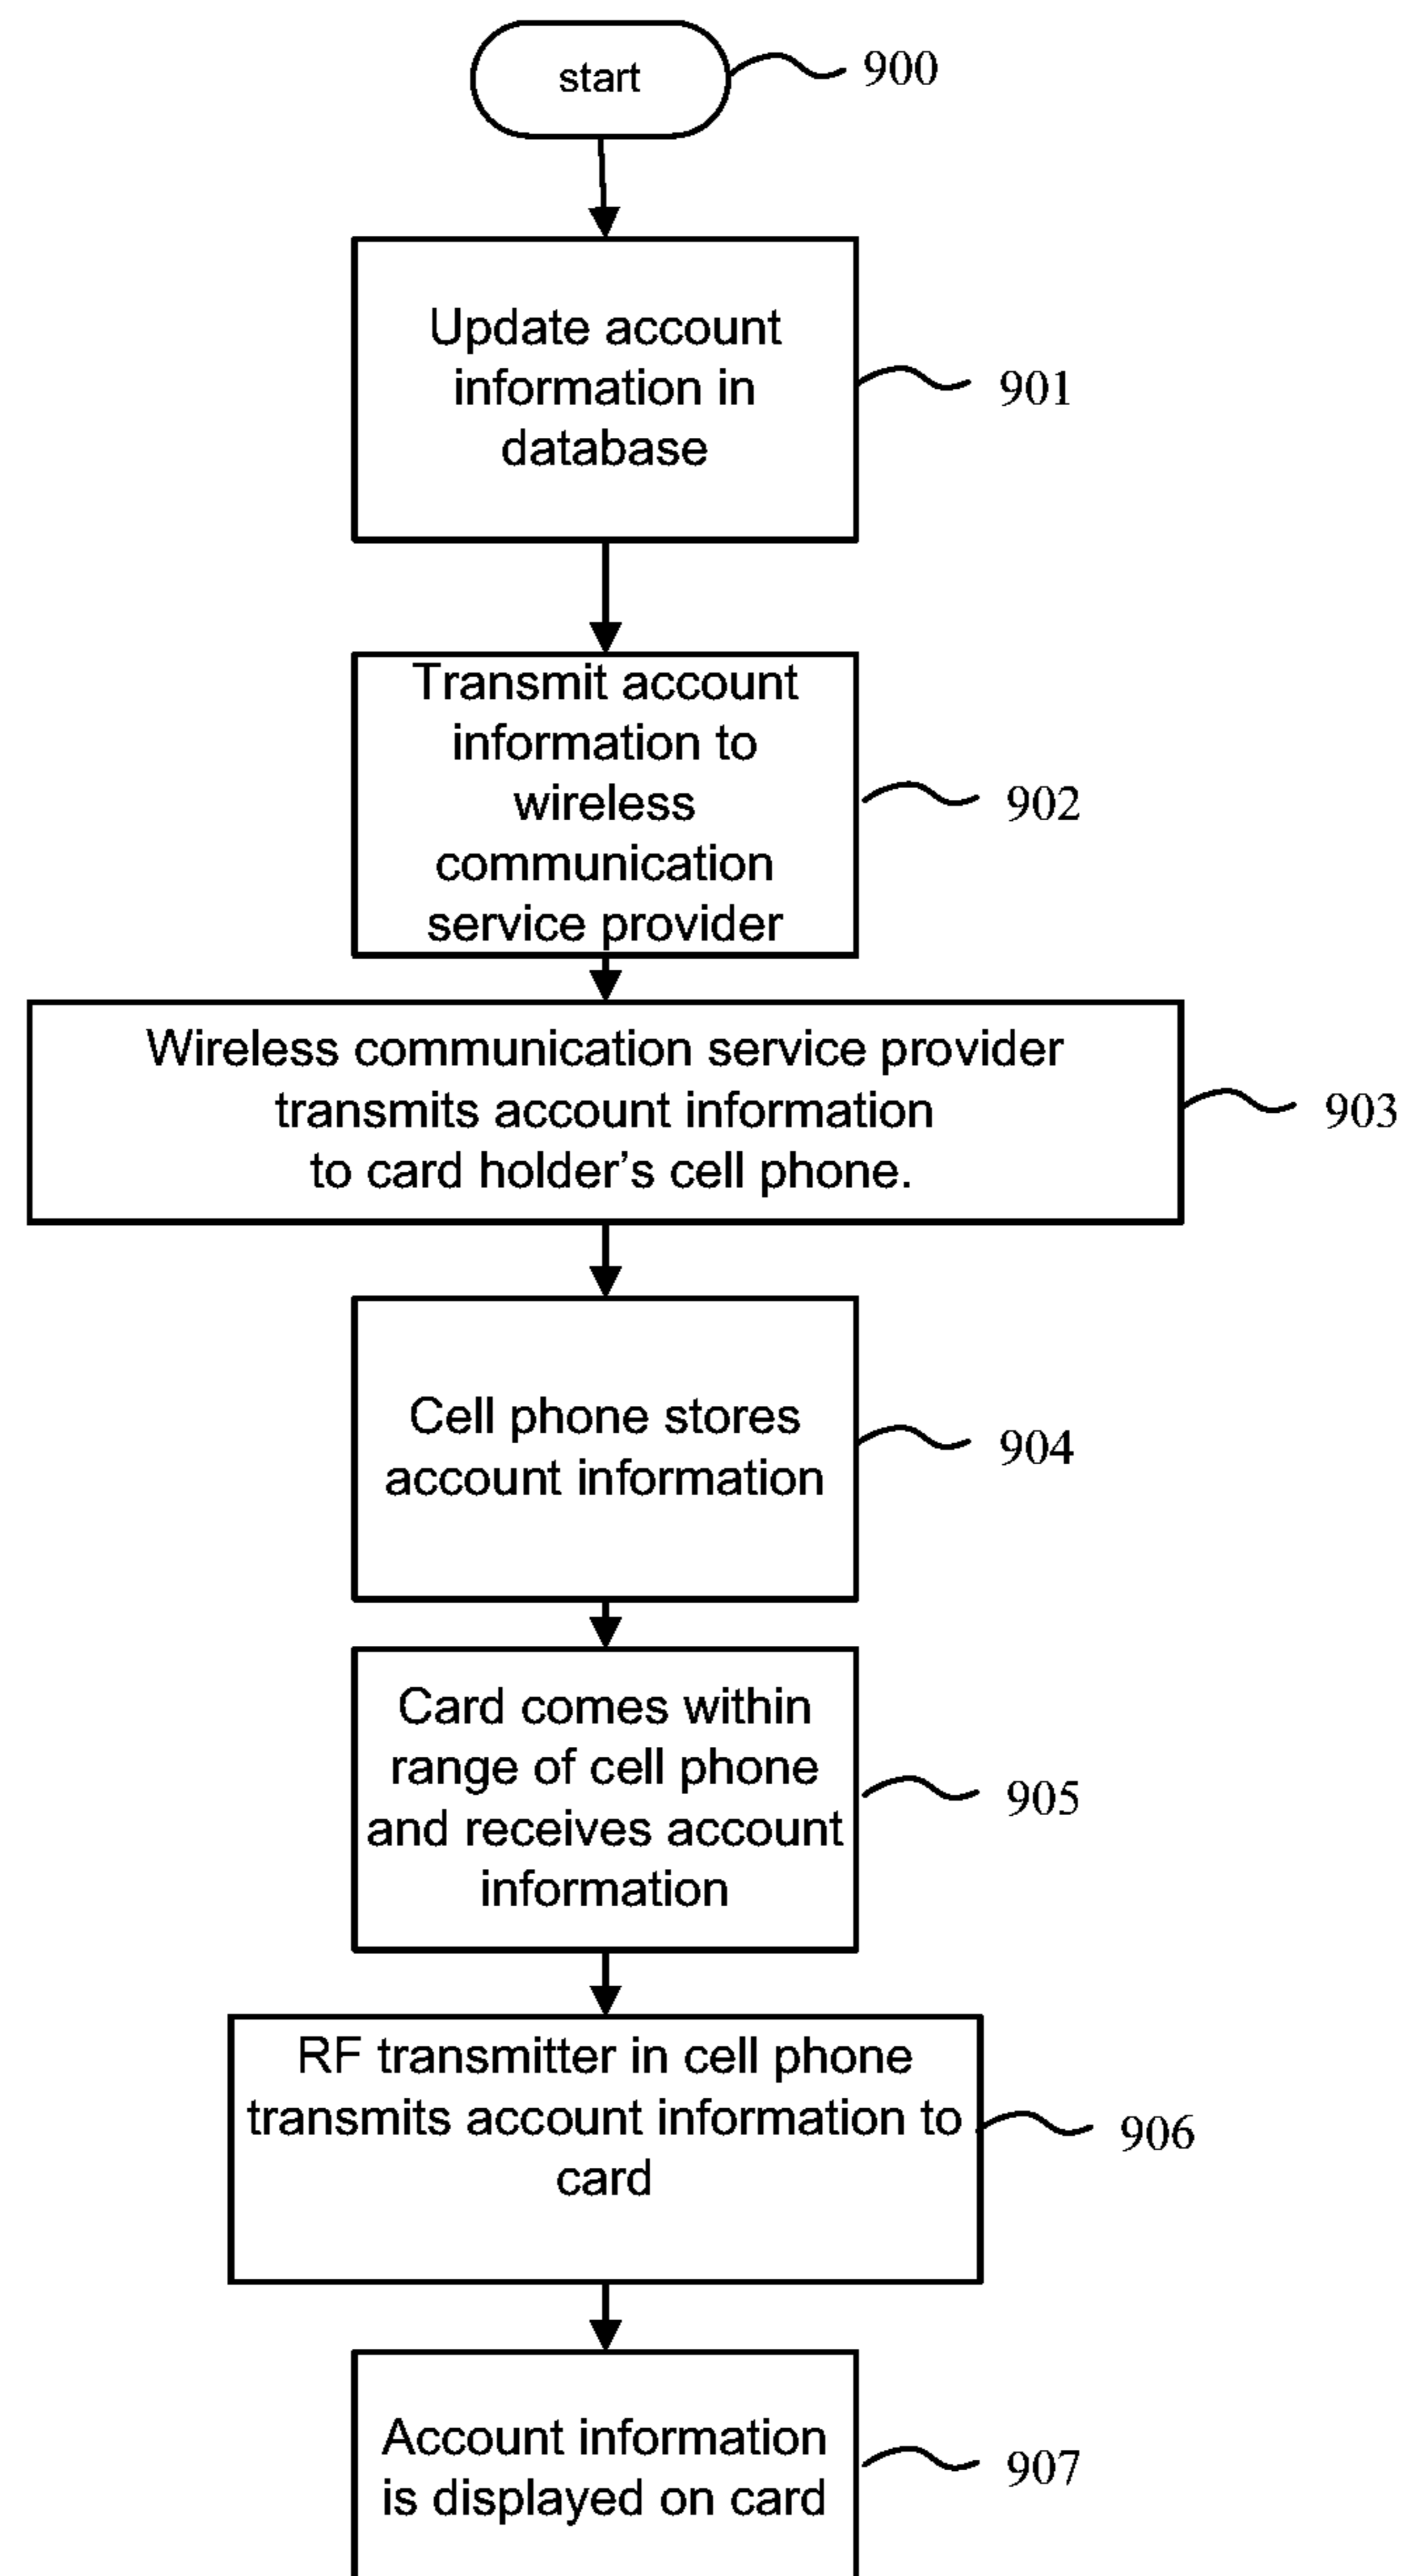 start
900
Update account
information in
database
901
Transmit account
information to
wireless
communication
service provider
902
Wireless communication service provider
transmits account information
to card holder’s cell phone.
903
Cell phone stores
account information
904
Card comes within
range of cell phone
and receives account
information
905
RF transmitter in cell phone
transmits account information to
card
906
Account information
is displayed on card
907